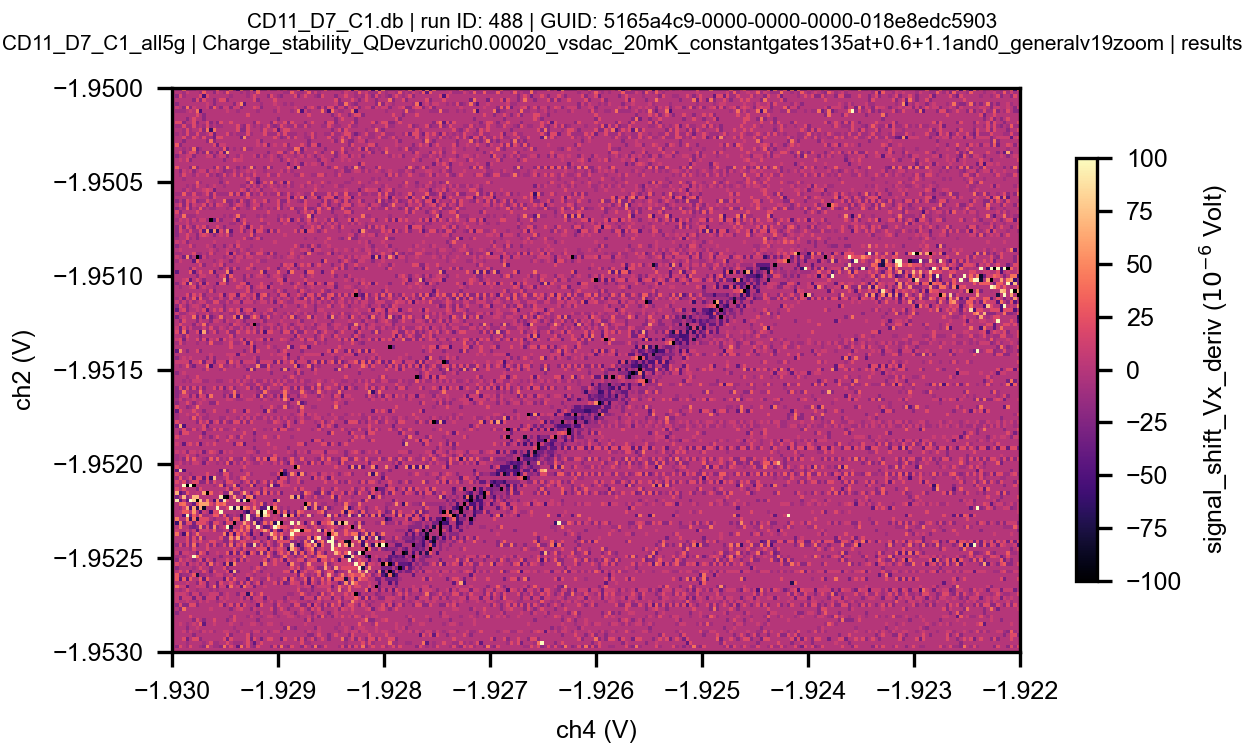 CD11_D7_C1.db | run ID: 488 | GUID: 5165a4c9-0000-0000-0000-018e8edc5903
CD11_D7_C1_all5g | Charge_stability_QDevzurich0.00020_vsdac_20mK_constantgates135at+0.6+1.1and0_generalv19zoom | results
−1.9500
−1.9505
−1.9510
−1.9515
−1.9520
−1.9525
−1.9530
ch2 (V)
−1.930 −1.929 −1.928 −1.927 −1.926 −1.925 −1.924 −1.923 −1.922
ch4 (V)
100
75
50
25
0
−25
−50
−75
−100
signal_shift_Vx_deriv (10⁻⁶ Volt)